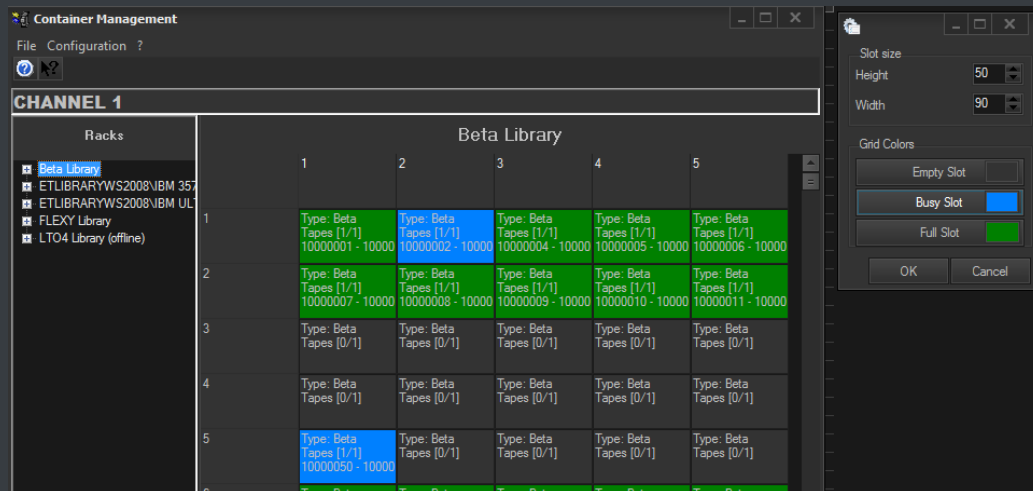 Container Management
File Configuration ?
CHANNEL 1
Racks
Beta Library
ETLIBRARYWS2008\IBM 357
ETLIBRARYWS2008\IBM UL
FLEXY Library
LTO4 Library (offline)
Beta Library
1 2 3 4 5
1
Type: Beta Type: Beta Type: Beta Type: Beta Type: Beta
Tapes [1/1] Tapes [1/1] Tapes [1/1] Tapes [1/1] Tapes [1/1]
10000001 - 10000 10000002 - 10000 10000004 - 10000 10000005 - 10000 10000006 - 10000
2
Type: Beta Type: Beta Type: Beta Type: Beta Type: Beta
Tapes [1/1] Tapes [1/1] Tapes [1/1] Tapes [1/1] Tapes [1/1]
10000007 - 10000 10000008 - 10000 10000009 - 10000 10000010 - 10000 10000011 - 10000
3
Type: Beta Type: Beta Type: Beta Type: Beta Type: Beta
Tapes [0/1] Tapes [0/1] Tapes [0/1] Tapes [0/1] Tapes [0/1]
4
Type: Beta Type: Beta Type: Beta Type: Beta Type: Beta
Tapes [0/1] Tapes [0/1] Tapes [0/1] Tapes [0/1] Tapes [0/1]
5
Type: Beta Type: Beta Type: Beta Type: Beta Type: Beta
Tapes [1/1] Tapes [0/1] Tapes [0/1] Tapes [0/1] Tapes [0/1]
10000050 - 10000
Slot size
Height 50
Width 90
Grid Colors
Empty Slot
Busy Slot
Full Slot
OK Cancel